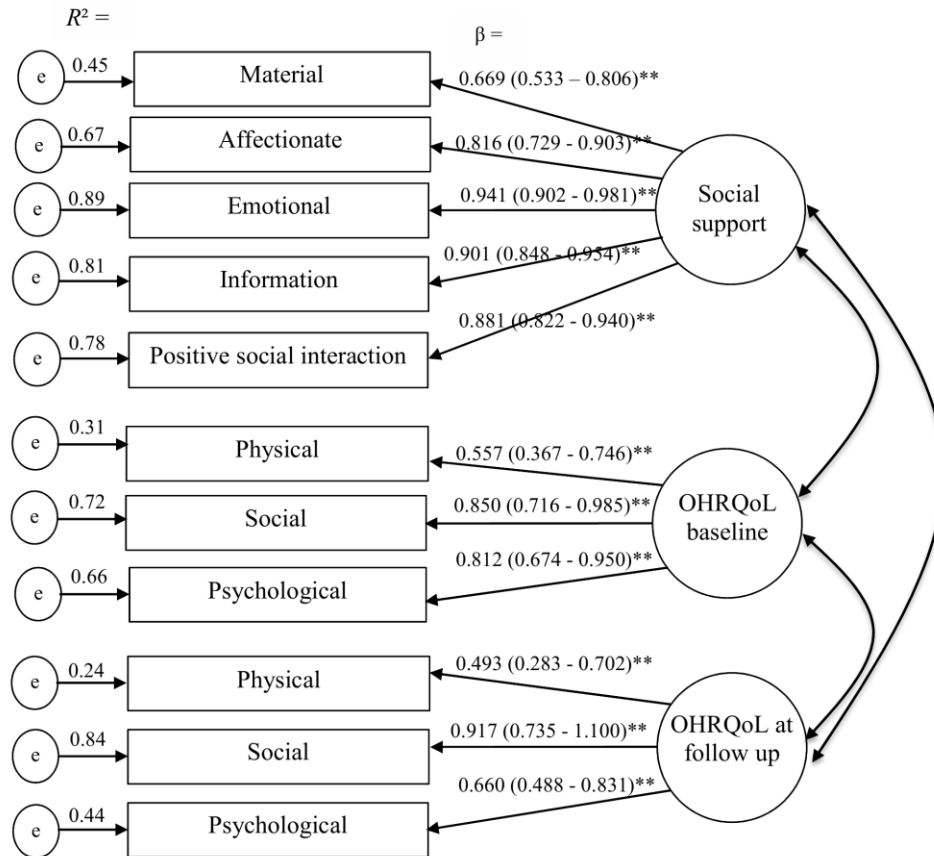 R² =
β =
e
0.45
Material
0.669 (0.533 – 0.806)**
e
0.67
Affectionate
0.816 (0.729 - 0.903)**
e
0.89
Emotional
0.941 (0.902 - 0.981)**
Social
support
e
0.81
Information
0.901 (0.848 - 0.954)**
e
0.78
Positive social interaction
0.881 (0.822 - 0.940)**
e
0.31
Physical
0.557 (0.367 - 0.746)**
e
0.72
Social
0.850 (0.716 - 0.985)**
OHRQoL
baseline
e
0.66
Psychological
0.812 (0.674 - 0.950)**
e
0.24
Physical
0.493 (0.283 - 0.702)**
e
0.84
Social
0.917 (0.735 - 1.100)**
OHRQoL at
follow up
e
0.44
Psychological
0.660 (0.488 - 0.831)**